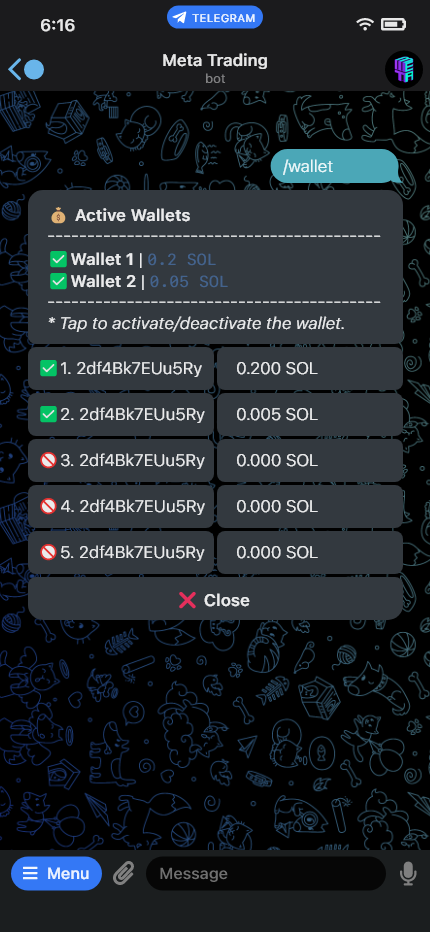 6:16
TELEGRAM
Meta Trading
bot
/wallet
💰 Active Wallets
---------------------------------------
✅ Wallet 1 | 0.2 SOL
✅ Wallet 2 | 0.05 SOL
---------------------------------------
* Tap to activate/deactivate the wallet.
✅ 1. 2df4Bk7EUu5Ry 0.200 SOL
✅ 2. 2df4Bk7EUu5Ry 0.005 SOL
🚫 3. 2df4Bk7EUu5Ry 0.000 SOL
🚫 4. 2df4Bk7EUu5Ry 0.000 SOL
🚫 5. 2df4Bk7EUu5Ry 0.000 SOL
❌ Close
Menu
Message